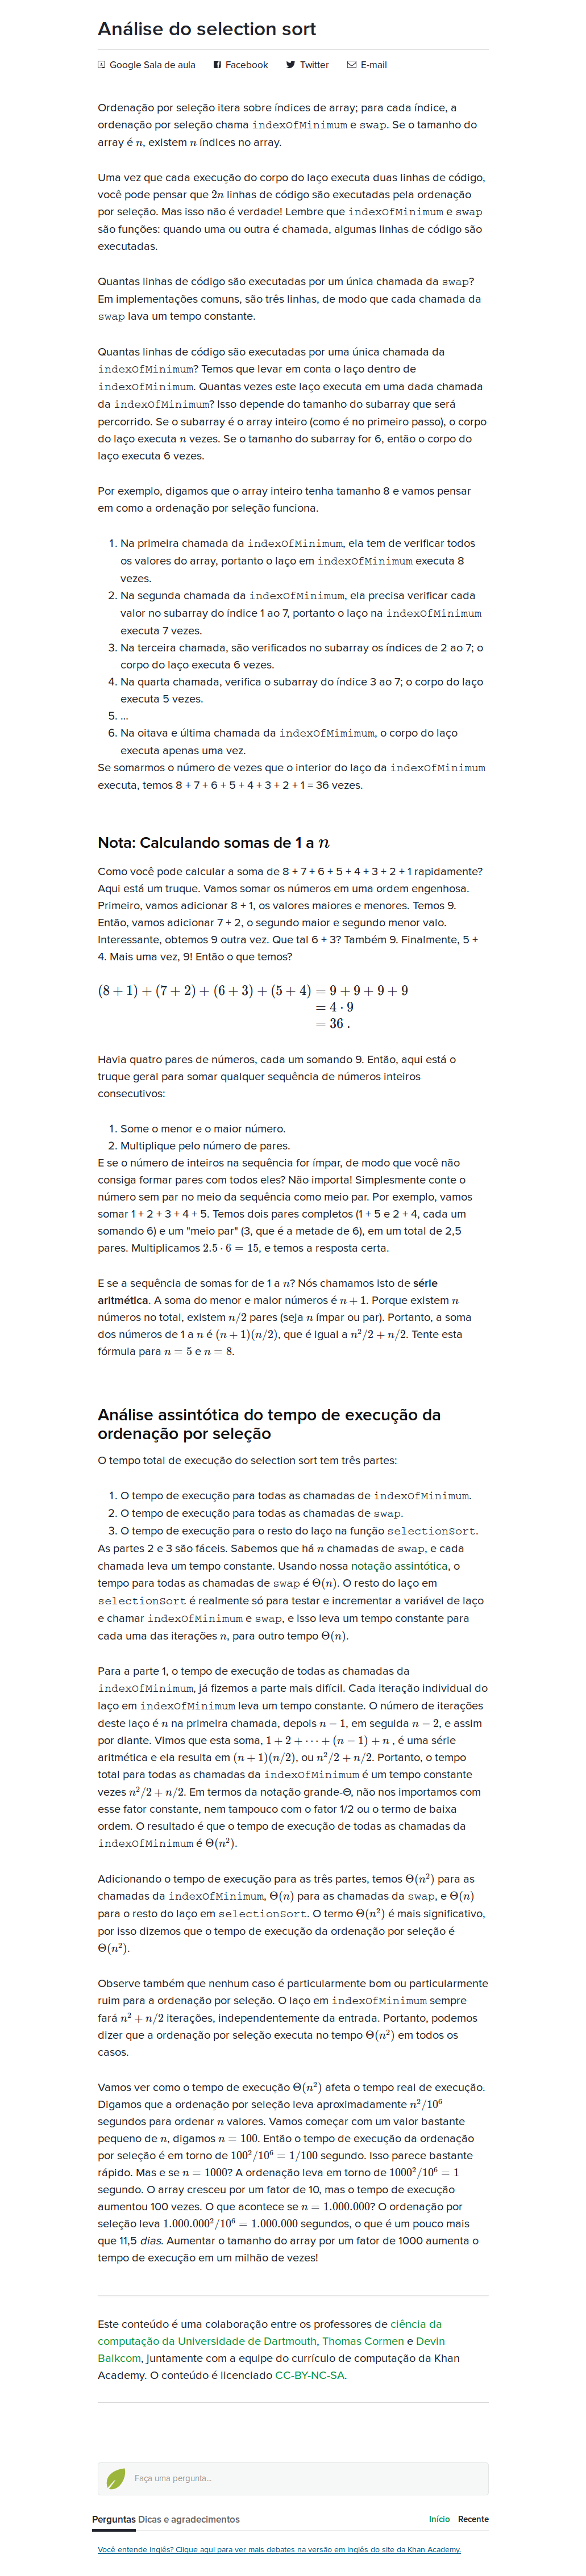 Análise do selection sort
Google Sala de aula Facebook Twitter E-mail
Ordenação por seleção itera sobre índices de array; para cada índice, a
ordenação por seleção chama indexOfMinimum e swap. Se o tamanho do
array é n, existem n índices no array.
Uma vez que cada execução do corpo do laço executa duas linhas de código,
você pode pensar que 2n linhas de código são executadas pela ordenação
por seleção. Mas isso não é verdade! Lembre que indexOfMinimum e swap
são funções: quando uma ou outra é chamada, algumas linhas de código são
executadas.
Quantas linhas de código são executadas por um única chamada da swap?
Em implementações comuns, são três linhas, de modo que cada chamada da
swap lava um tempo constante.
Quantas linhas de código são executadas por uma única chamada da
indexOfMinimum? Temos que levar em conta o laço dentro de
indexOfMinimum. Quantas vezes este laço executa em uma dada chamada
da indexOfMinimum? Isso depende do tamanho do subarray que será
percorrido. Se o subarray é o array inteiro (como é no primeiro passo), o corpo
do laço executa n vezes. Se o tamanho do subarray for 6, então o corpo do
laço executa 6 vezes.
Por exemplo, digamos que o array inteiro tenha tamanho 8 e vamos pensar
em como a ordenação por seleção funciona.
1. Na primeira chamada da indexOfMinimum, ela tem de verificar todos
os valores do array, portanto o laço em indexOfMinimum executa 8
vezes.
2. Na segunda chamada da indexOfMinimum, ela precisa verificar cada
valor no subarray do índice 1 ao 7, portanto o laço na indexOfMinimum
executa 7 vezes.
3. Na terceira chamada, são verificados no subarray os índices de 2 ao 7; o
corpo do laço executa 6 vezes.
4. Na quarta chamada, verifica o subarray do índice 3 ao 7; o corpo do laço
executa 5 vezes.
5. ...
6. Na oitava e última chamada da indexOfMimimum, o corpo do laço
executa apenas uma vez.
Se somarmos o número de vezes que o interior do laço da indexOfMinimum
executa, temos 8 + 7 + 6 + 5 + 4 + 3 + 2 + 1 = 36 vezes.
Nota: Calculando somas de 1 a n
Como você pode calcular a soma de 8 + 7 + 6 + 5 + 4 + 3 + 2 + 1 rapidamente?
Aqui está um truque. Vamos somar os números em uma ordem engenhosa.
Primeiro, vamos adicionar 8 + 1, os valores maiores e menores. Temos 9.
Então, vamos adicionar 7 + 2, o segundo maior e segundo menor valo.
Interessante, obtemos 9 outra vez. Que tal 6 + 3? Também 9. Finalmente, 5 +
4. Mais uma vez, 9! Então o que temos?
(8 + 1) + (7 + 2) + (6 + 3) + (5 + 4) = 9 + 9 + 9 + 9
= 4 · 9
= 36 .
Havia quatro pares de números, cada um somando 9. Então, aqui está o
truque geral para somar qualquer sequência de números inteiros
consecutivos:
1. Some o menor e o maior número.
2. Multiplique pelo número de pares.
E se o número de inteiros na sequência for ímpar, de modo que você não
consiga formar pares com todos eles? Não importa! Simplesmente conte o
número sem par no meio da sequência como meio par. Por exemplo, vamos
somar 1 + 2 + 3 + 4 + 5. Temos dois pares completos (1 + 5 e 2 + 4, cada um
somando 6) e um "meio par" (3, que é a metade de 6), em um total de 2,5
pares. Multiplicamos 2.5 · 6 = 15, e temos a resposta certa.
E se a sequência de somas for de 1 a n? Nós chamamos isto de série
aritmética. A soma do menor e maior números é n + 1. Porque existem n
números no total, existem n/2 pares (seja n ímpar ou par). Portanto, a soma
dos números de 1 a n é (n + 1)(n/2), que é igual a n²/2 + n/2. Tente esta
fórmula para n = 5 e n = 8.
Análise assintótica do tempo de execução da
ordenação por seleção
O tempo total de execução do selection sort tem três partes:
1. O tempo de execução para todas as chamadas de indexOfMinimum.
2. O tempo de execução para todas as chamadas de swap.
3. O tempo de execução para o resto do laço na função selectionSort.
As partes 2 e 3 são fáceis. Sabemos que há n chamadas de swap, e cada
chamada leva um tempo constante. Usando nossa notação assintótica, o
tempo para todas as chamadas de swap é Θ(n). O resto do laço em
selectionSort é realmente só para testar e incrementar a variável de laço
e chamar indexOfMinimum e swap, e isso leva um tempo constante para
cada uma das iterações n, para outro tempo Θ(n).
Para a parte 1, o tempo de execução de todas as chamadas da
indexOfMinimum, já fizemos a parte mais difícil. Cada iteração individual do
laço em indexOfMinimum leva um tempo constante. O número de iterações
deste laço é n na primeira chamada, depois n − 1, em seguida n − 2, e assim
por diante. Vimos que esta soma, 1 + 2 + ⋯ + (n − 1) + n , é uma série
aritmética e ela resulta em (n + 1)(n/2), ou n²/2 + n/2. Portanto, o tempo
total para todas as chamadas da indexOfMinimum é um tempo constante
vezes n²/2 + n/2. Em termos da notação grande-Θ, não nos importamos com
esse fator constante, nem tampouco com o fator 1/2 ou o termo de baixa
ordem. O resultado é que o tempo de execução de todas as chamadas da
indexOfMinimum é Θ(n²).
Adicionando o tempo de execução para as três partes, temos Θ(n²) para as
chamadas da indexOfMinimum, Θ(n) para as chamadas da swap, e Θ(n)
para o resto do laço em selectionSort. O termo Θ(n²) é mais significativo,
por isso dizemos que o tempo de execução da ordenação por seleção é
Θ(n²).
Observe também que nenhum caso é particularmente bom ou particularmente
ruim para a ordenação por seleção. O laço em indexOfMinimum sempre
fará n² + n/2 iterações, independentemente da entrada. Portanto, podemos
dizer que a ordenação por seleção executa no tempo Θ(n²) em todos os
casos.
Vamos ver como o tempo de execução Θ(n²) afeta o tempo real de execução.
Digamos que a ordenação por seleção leva aproximadamente n²/10⁶
segundos para ordenar n valores. Vamos começar com um valor bastante
pequeno de n, digamos n = 100. Então o tempo de execução da ordenação
por seleção é em torno de 100²/10⁶ = 1/100 segundo. Isso parece bastante
rápido. Mas e se n = 1000? A ordenação leva em torno de 1000²/10⁶ = 1
segundo. O array cresceu por um fator de 10, mas o tempo de execução
aumentou 100 vezes. O que acontece se n = 1.000.000? O ordenação por
seleção leva 1.000.000²/10⁶ = 1.000.000 segundos, o que é um pouco mais
que 11,5 dias. Aumentar o tamanho do array por um fator de 1000 aumenta o
tempo de execução em um milhão de vezes!
Este conteúdo é uma colaboração entre os professores de ciência da
computação da Universidade de Dartmouth, Thomas Cormen e Devin
Balkcom, juntamente com a equipe do currículo de computação da Khan
Academy. O conteúdo é licenciado CC-BY-NC-SA.
Faça uma pergunta...
Perguntas Dicas e agradecimentos Início Recente
Você entende inglês? Clique aqui para ver mais debates na versão em inglês do site da Khan Academy.